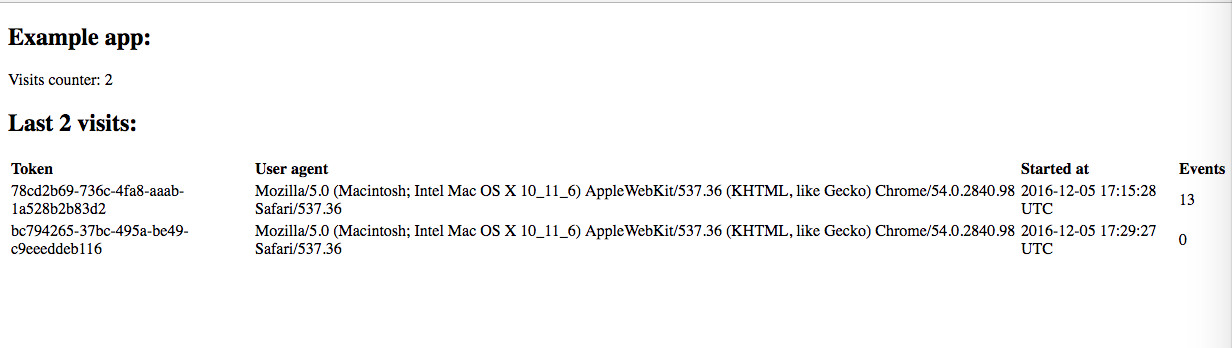 Example app:
Visits counter: 2
Last 2 visits:
Token User agent Started at Events
78cd2b69-736c-4fa8-aaab- Mozilla/5.0 (Macintosh; Intel Mac OS X 10_11_6) AppleWebKit/537.36 (KHTML, like Gecko) Chrome/54.0.2840.98 2016-12-05 17:15:28 13
1a528b2b83d2 Safari/537.36 UTC
bc794265-37bc-495a-be49- Mozilla/5.0 (Macintosh; Intel Mac OS X 10_11_6) AppleWebKit/537.36 (KHTML, like Gecko) Chrome/54.0.2840.98 2016-12-05 17:29:27 0
c9eeeddeb116 Safari/537.36 UTC